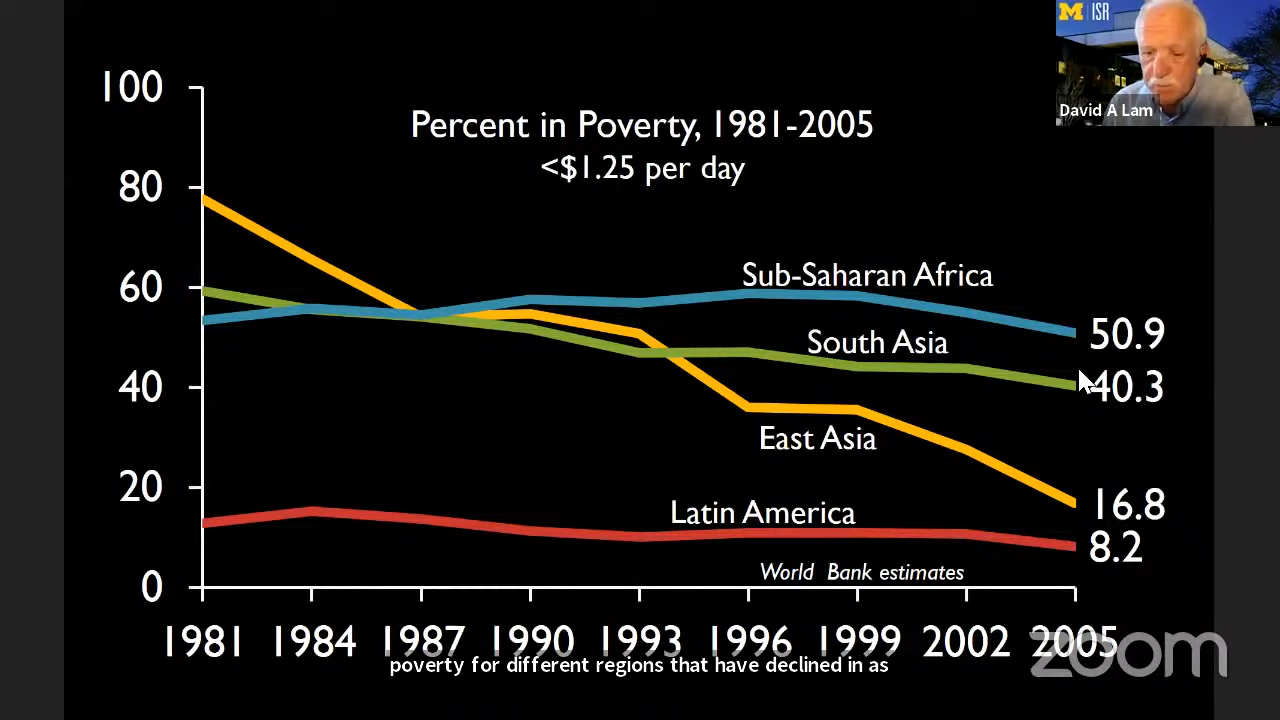 M | ISR
David A Lam
Percent in Poverty, 1981-2005
<$1.25 per day
100
80
60
40
20
0
Sub-Saharan Africa
South Asia
East Asia
Latin America
World Bank estimates
50.9
40.3
16.8
8.2
1981 1984 1987 1990 1993 1996 1999 2002 2005
poverty for different regions that have declined in as
zoom